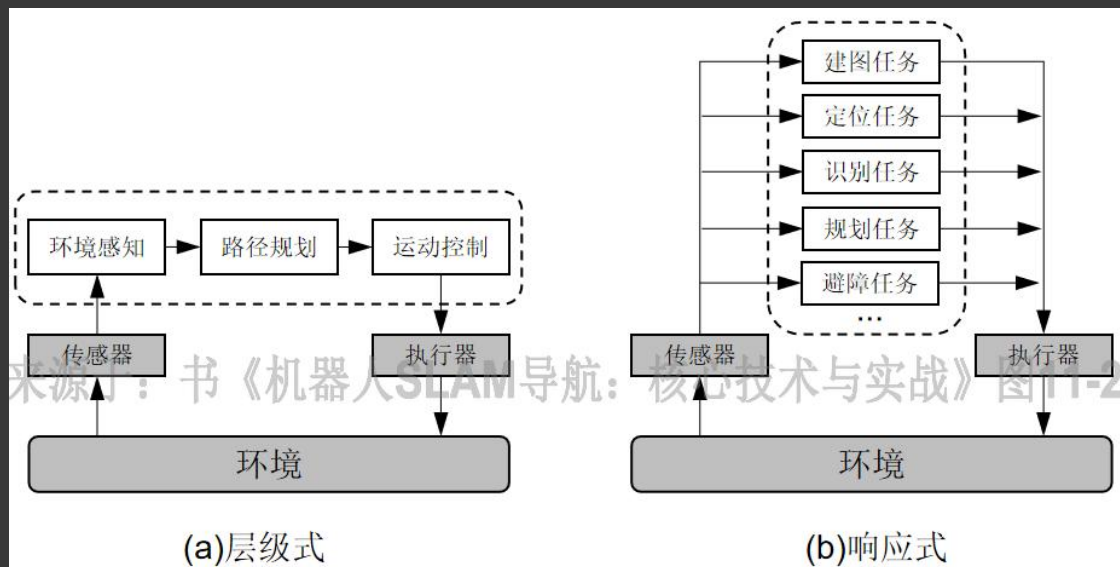 建图任务
定位任务
识别任务
规划任务
避障任务
...
环境感知
路径规划
运动控制
传感器
执行器
传感器
执行器
来源于：书《机器人SLAM导航：核心技术与实战》图11-2
环境
环境
(a)层级式
(b)响应式